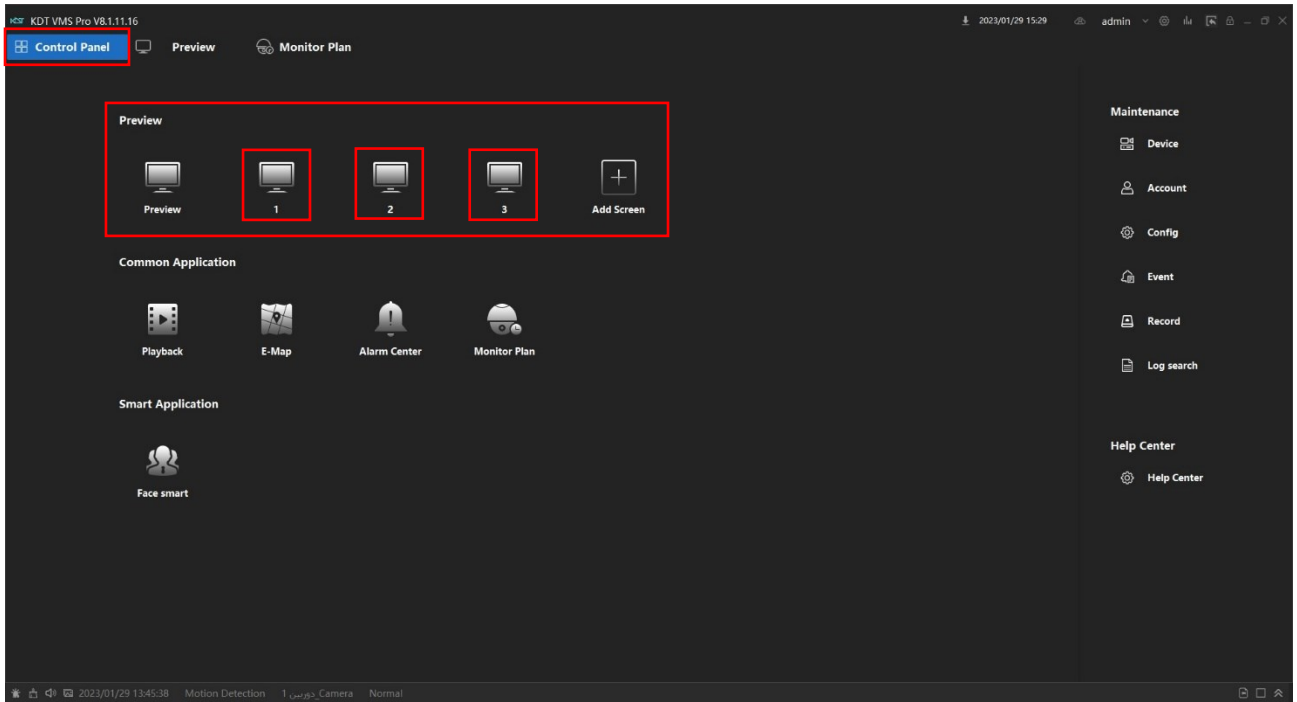 KDT VMS Pro V8.1.11.16
2023/01/29 15:29
admin
Control Panel
Preview
Monitor Plan
Preview
Preview
1
2
3
Add Screen
Common Application
Playback
E-Map
Alarm Center
Monitor Plan
Smart Application
Face smart
Maintenance
Device
Account
Config
Event
Record
Log search
Help Center
Help Center
2023/01/29 13:45:38 Motion Detection 1 دوربین_Camera Normal